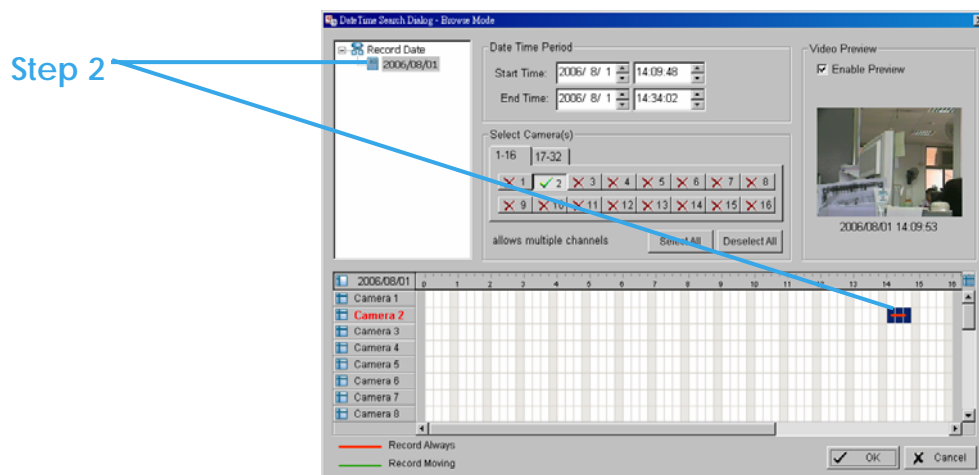 Step 2
DateTime Search Dialog - Browse Mode
Record Date
2006/08/01
Date Time Period
Start Time: 2006/ 8/ 1 14:09:48
End Time: 2006/ 8/ 1 14:34:02
Select Camera(s)
1-16 17-32
1 2 3 4 5 6 7 8
9 10 11 12 13 14 15 16
allows multiple channels Select All Deselect All
Video Preview
Enable Preview
2006/08/01 14:09:53
2006/08/01 0 1 2 3 4 5 6 7 8 9 10 11 12 13 14 15 16
Camera 1
Camera 2
Camera 3
Camera 4
Camera 5
Camera 6
Camera 7
Camera 8
Record Always
Record Moving
OK Cancel